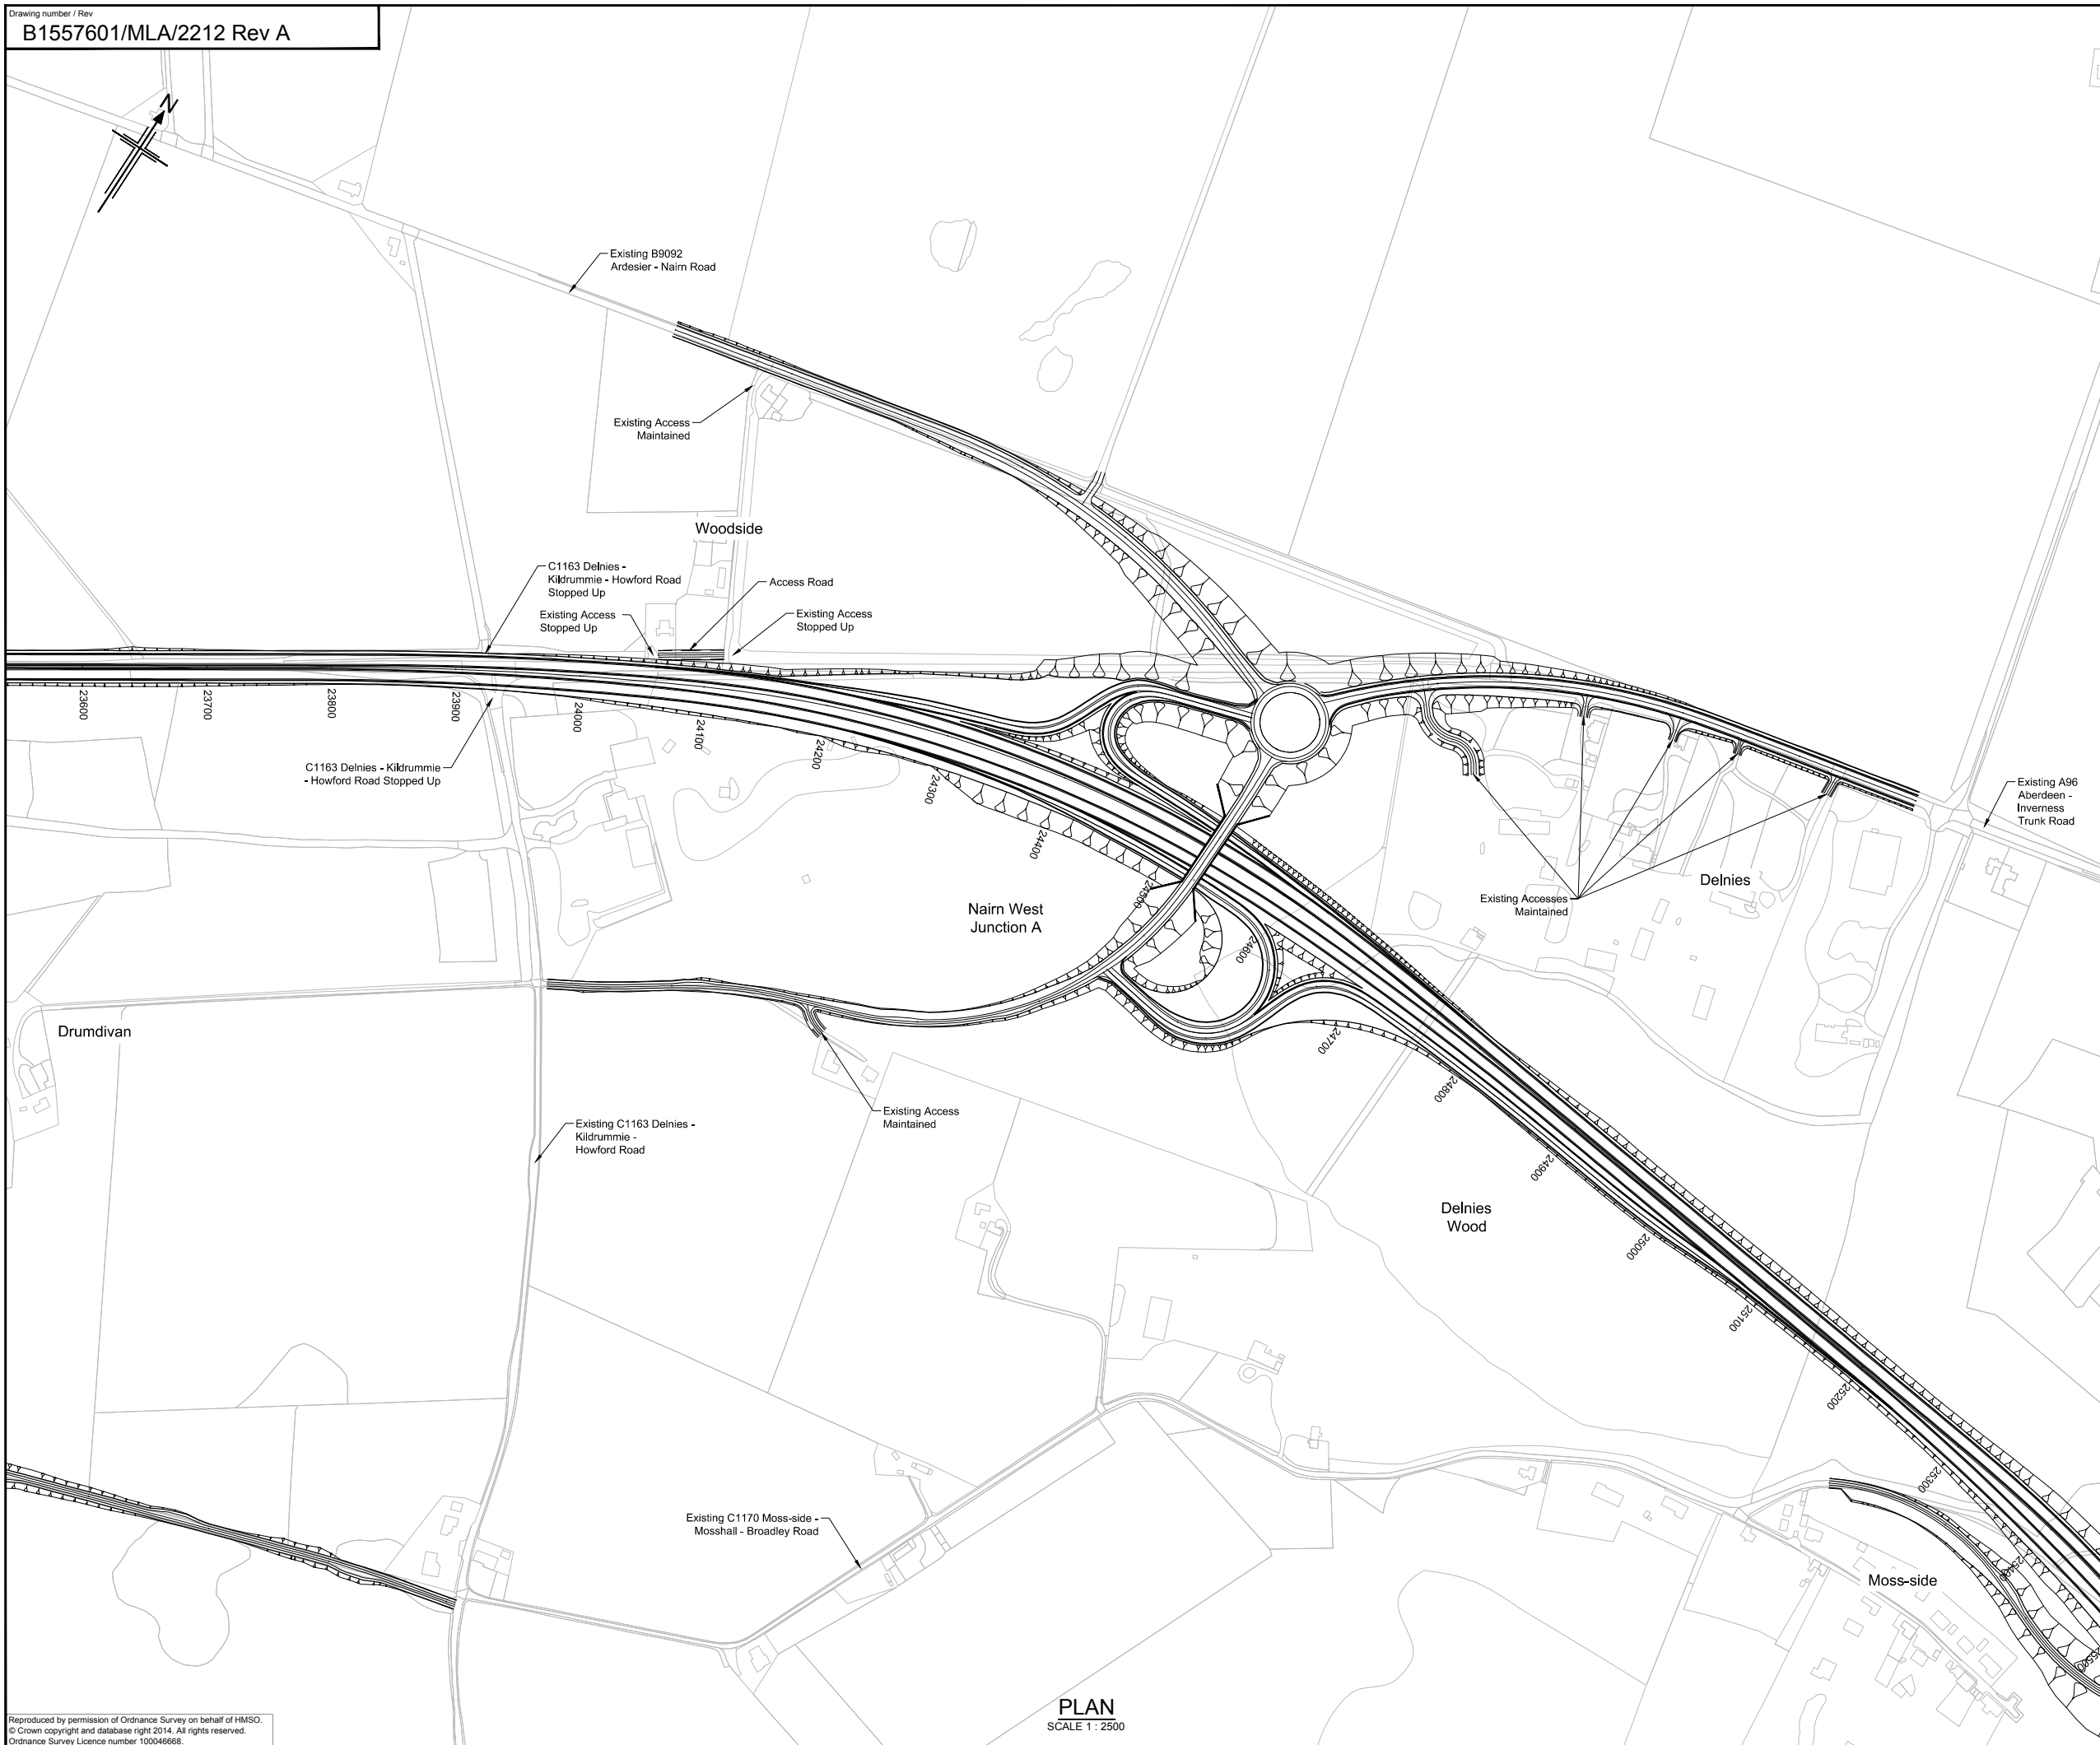 Drawing number / Rev
B1557601/MLA/2212 Rev A
N
Existing B9092
Ardesier - Nairn Road
Existing Access
Maintained
Woodside
C1163 Delnies -
Kildrummie - Howford Road
Stopped Up
Access Road
Existing Access
Stopped Up
Existing Access
Stopped Up
23600
23700
23800
23900
24000
24100
24200
24300
24400
24500
24600
24700
24800
24900
25000
25100
25200
25300
25400
C1163 Delnies - Kildrummie
- Howford Road Stopped Up
Existing A96
Aberdeen -
Inverness
Trunk Road
Delnies
Existing Accesses
Maintained
Nairn West
Junction A
Drumdivan
Existing Access
Maintained
Existing C1163 Delnies -
Kildrummie -
Howford Road
Delnies
Wood
Existing C1170 Moss-side -
Mosshall - Broadley Road
Moss-side
PLAN
SCALE 1 : 2500
Reproduced by permission of Ordnance Survey on behalf of HMSO.
© Crown copyright and database right 2014. All rights reserved.
Ordnance Survey Licence number 100046668.